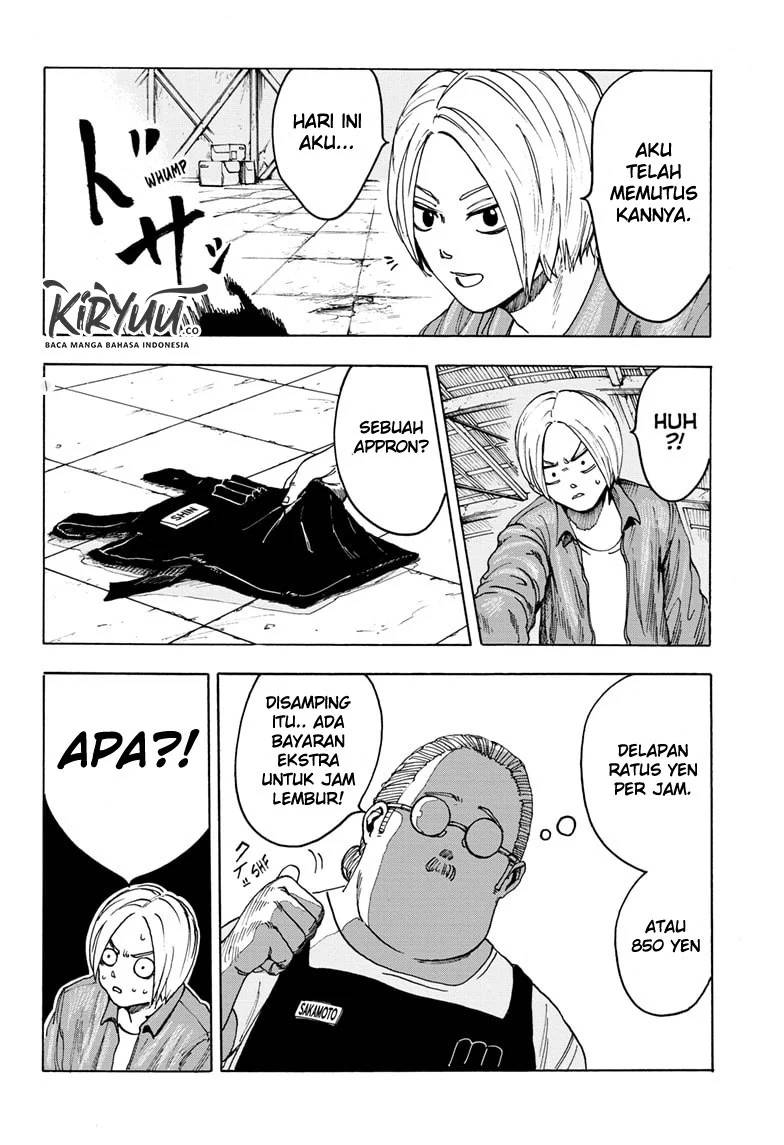 AKU
TELAH
MEMUTUS
KANNYA.
HARI INI
AKU...
ドサッ
WHUMP
KiRYUU.co
BACA MANGA BAHASA INDONESIA
HUH
?!
SEBUAH
APPRON?
SHIN
DELAPAN
RATUS YEN
PER JAM.
ATAU
850 YEN
DISAMPING
ITU.. ADA
BAYARAN
EKSTRA
UNTUK JAM
LEMBUR!
クイ!!
SHF
SAKAMOTO
APA?!